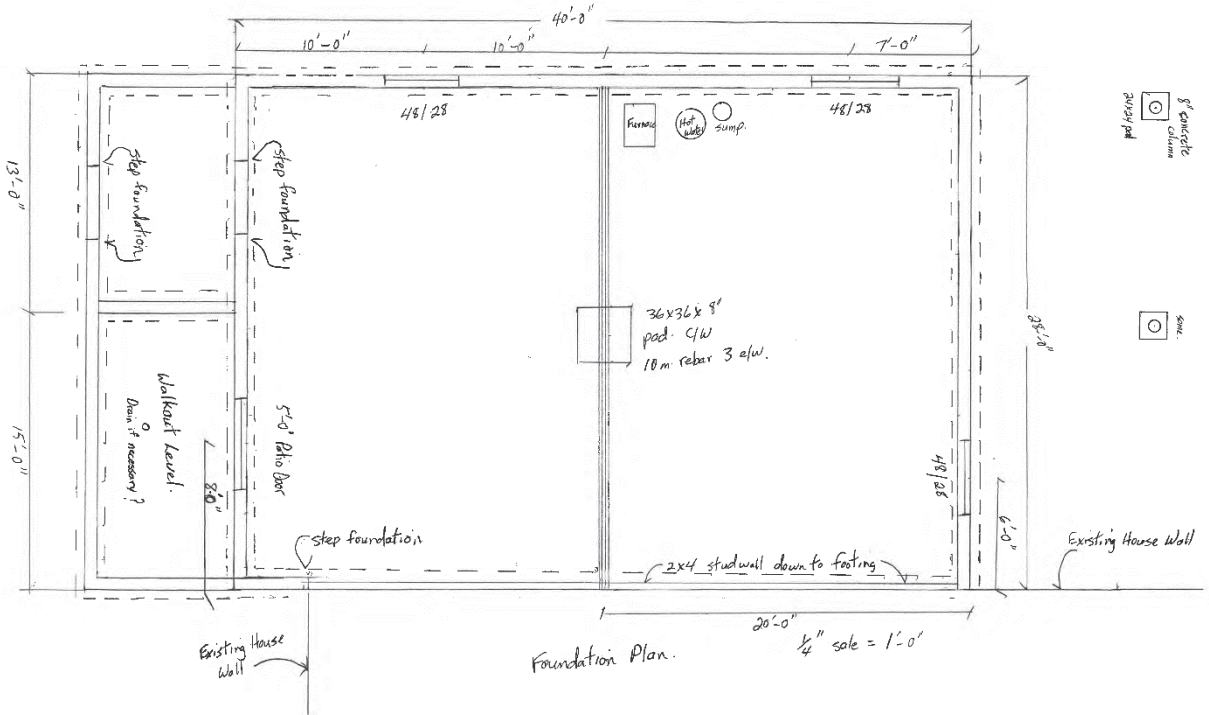 40'-0"
10'-0"
10'-0"
7'-0"
48/28
48/28
Furnace
Hot
Water
sump.
8" concrete
column
24x24 pad
13'-0"
step foundation
step foundation
36x36x8"
pad. C/W
10m rebar 3 e/w.
28'-0"
same.
15'-0"
Walkout Level.
Drain if necessary?
8'-0"
5'-0" Patio Door
48/28
6'-0"
step foundation
2x4 studwall down to footing
Existing House Wall
20'-0"
1/4" sale = 1'-0"
Existing House
Wall
Foundation Plan.